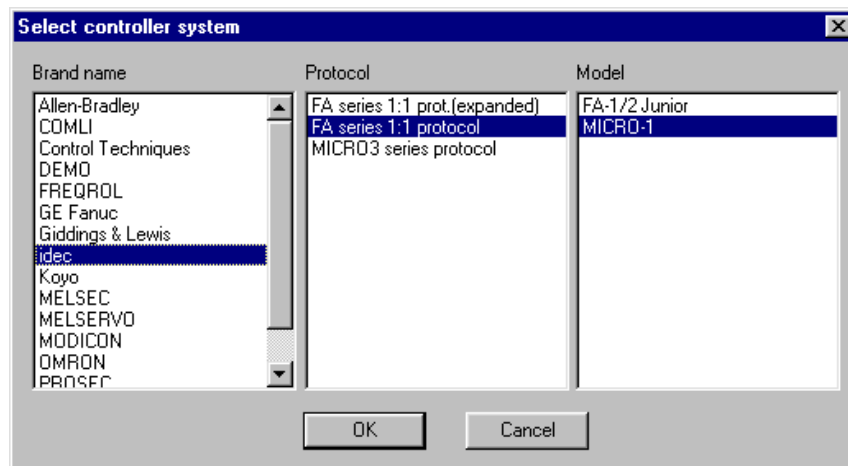 Select controller system
Brand name
Protocol
Model
Allen-Bradley
COMLI
Control Techniques
DEMO
FREQROL
GE Fanuc
Giddings & Lewis
idec
Koyo
MELSEC
MELSERVO
MODICON
OMRON
PROSEC
FA series 1:1 prot.(expanded)
FA series 1:1 protocol
MICRO3 series protocol
FA-1/2 Junior
MICRO-1
OK
Cancel